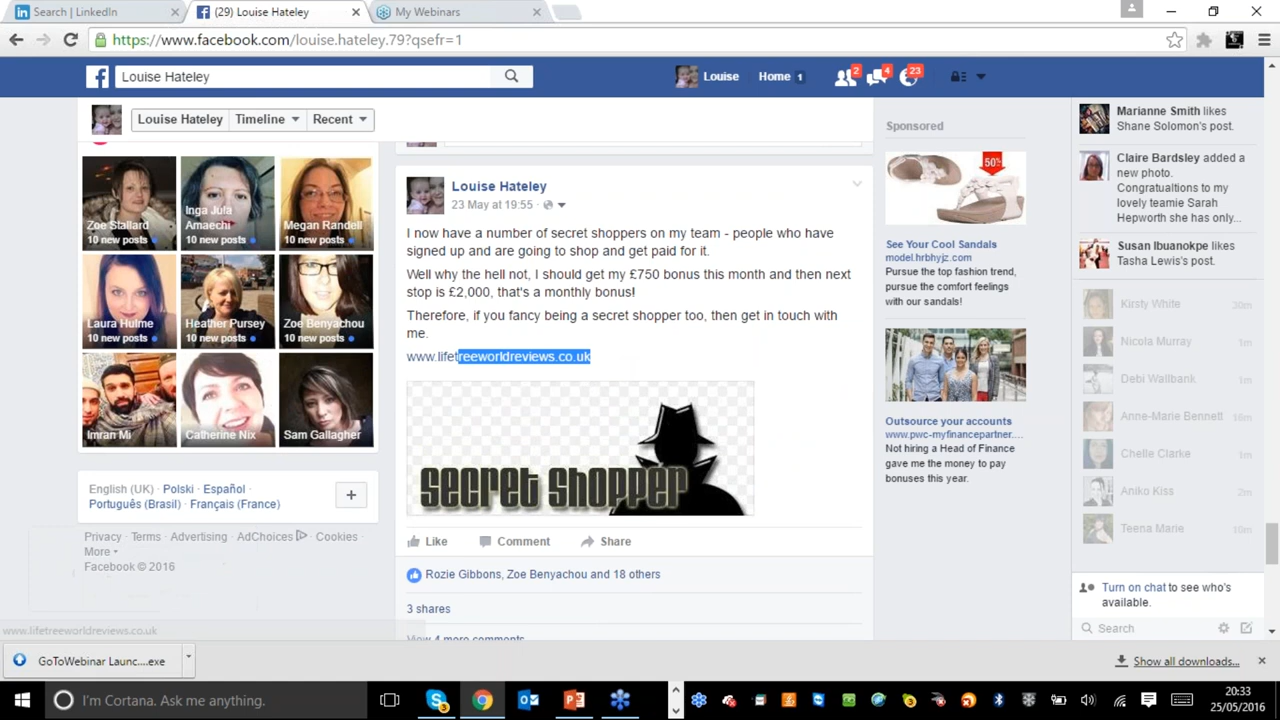 Search | LinkedIn
(29) Louise Hateley
My Webinars
https://www.facebook.com/louise.hateley.79?qsefr=1
Louise Hateley
Louise
Home 1
2
4
23
Louise Hateley
Timeline
Recent
Zoe Stallard
10 new posts
Inga Jula
Amaechi
10 new posts
Megan Randell
10 new posts
Laura Hulme
10 new posts
Heather Pursey
10 new posts
Zoe Benyachou
10 new posts
Imran Mi
Catherine Nix
Sam Gallagher
English (UK) · Polski · Español ·
Português (Brasil) · Français (France)
Privacy · Terms · Advertising · AdChoices · Cookies ·
More
Facebook © 2016
Louise Hateley
23 May at 19:55 ·
I now have a number of secret shoppers on my team - people who have
signed up and are going to shop and get paid for it.
Well why the hell not, I should get my £750 bonus this month and then next
stop is £2,000, that's a monthly bonus!
Therefore, if you fancy being a secret shopper too, then get in touch with
me.
www.lifetreeworldreviews.co.uk
secret shopper
Like
Comment
Share
Rozie Gibbons, Zoe Benyachou and 18 others
3 shares
View 4 more comments
Sponsored
50%
See Your Cool Sandals
model.hrbhyjz.com
Pursue the top fashion trend,
pursue the comfort feelings
with our sandals!
Outsource your accounts
www.pwc-myfinancepartner....
Not hiring a Head of Finance
gave me the money to pay
bonuses this year.
Marianne Smith likes
Shane Solomon's post.
Claire Bardsley added a
new photo.
Congratualtions to my
lovely teamie Sarah
Hepworth she has only...
Susan Ibuanokpe likes
Tasha Lewis's post.
Kirsty White 30m
Nicola Murray 1m
Debi Wallbank 1m
Anne-Marie Bennett 16m
Chelle Clarke 1m
Aniko Kiss 2m
Teena Marie 10m
Turn on chat to see who's
available.
Search
www.lifetreeworldreviews.co.uk
GoToWebinar Launc....exe
Show all downloads...
I'm Cortana. Ask me anything.
20:33
25/05/2016